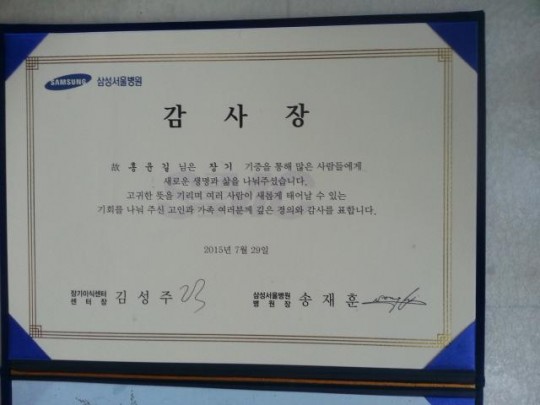 SAMSUNG 삼성서울병원
감 사 장
故 홍 윤 길 님은 장 기 기증을 통해 많은 사람들에게
새로운 생명과 삶을 나눠주셨습니다.
고귀한 뜻을 기리며 여러 사람이 새롭게 태어날 수 있는
기회를 나눠 주신 고인과 가족 여러분께 깊은 경의와 감사를 표합니다.
2015년 7월 29일
장기이식센터
센 터 장 김 성 주
삼성서울병원
병 원 장 송 재 훈